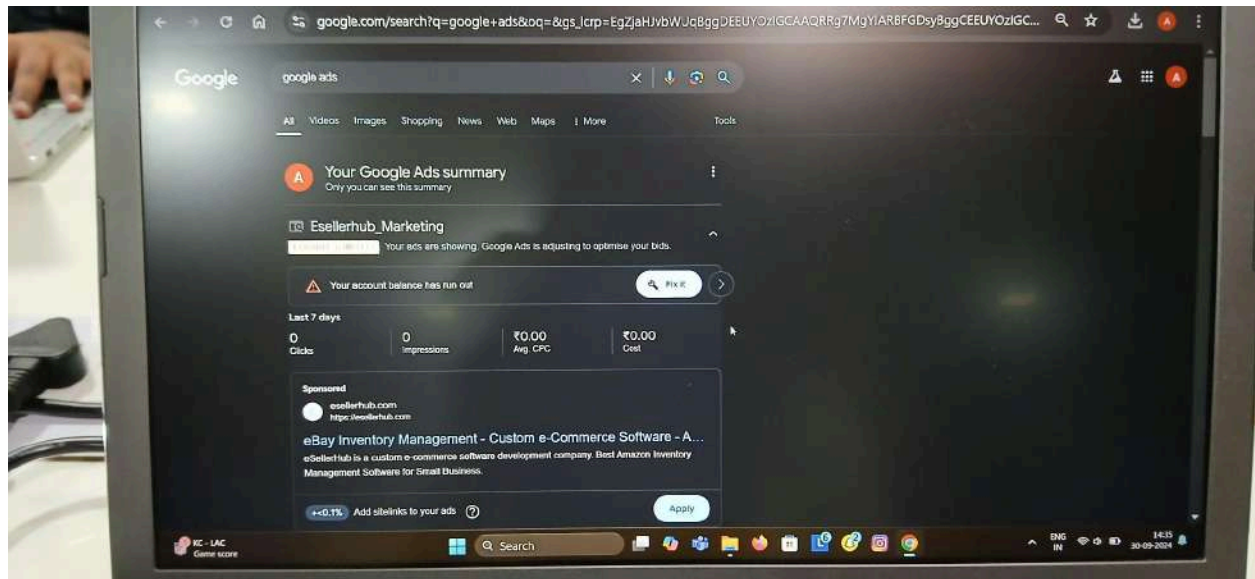 google.com/search?q=google+ads&oq=&gs_lcrp=EgZjaHJvbWUqBggDEEUYOzIGCAAQRRg7MgYIARBFGDsyBggCEEUYOzIGC...
Google
google ads
All Videos Images Shopping News Web Maps More Tools
A
Your Google Ads summary
Only you can see this summary
Esellerhub_Marketing
Your ads are showing. Google Ads is adjusting to optimise your bids.
Your account balance has run out Fix it
Last 7 days
0 0 ₹0.00 ₹0.00
Clicks Impressions Avg. CPC Cost
Sponsored
esellerhub.com
https://esellerhub.com
eBay Inventory Management - Custom e-Commerce Software - A...
eSellerHub is a custom e-commerce software development company. Best Amazon Inventory
Management Software for Small Business.
+<0.1% Add sitelinks to your ads Apply
KC - LAC
Game score
Search
ENG
IN
14:35
30-09-2024